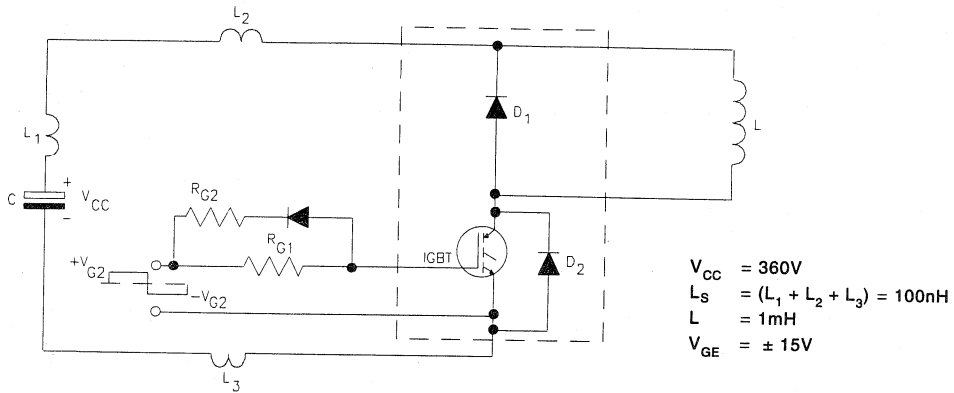 L2
L1
D1
L
C
+
VCC
-
RG2
RG1
IGBT
D2
+VG2
-VG2
L3
VCC = 360V
LS = (L1 + L2 + L3) = 100nH
L = 1mH
VGE = ± 15V